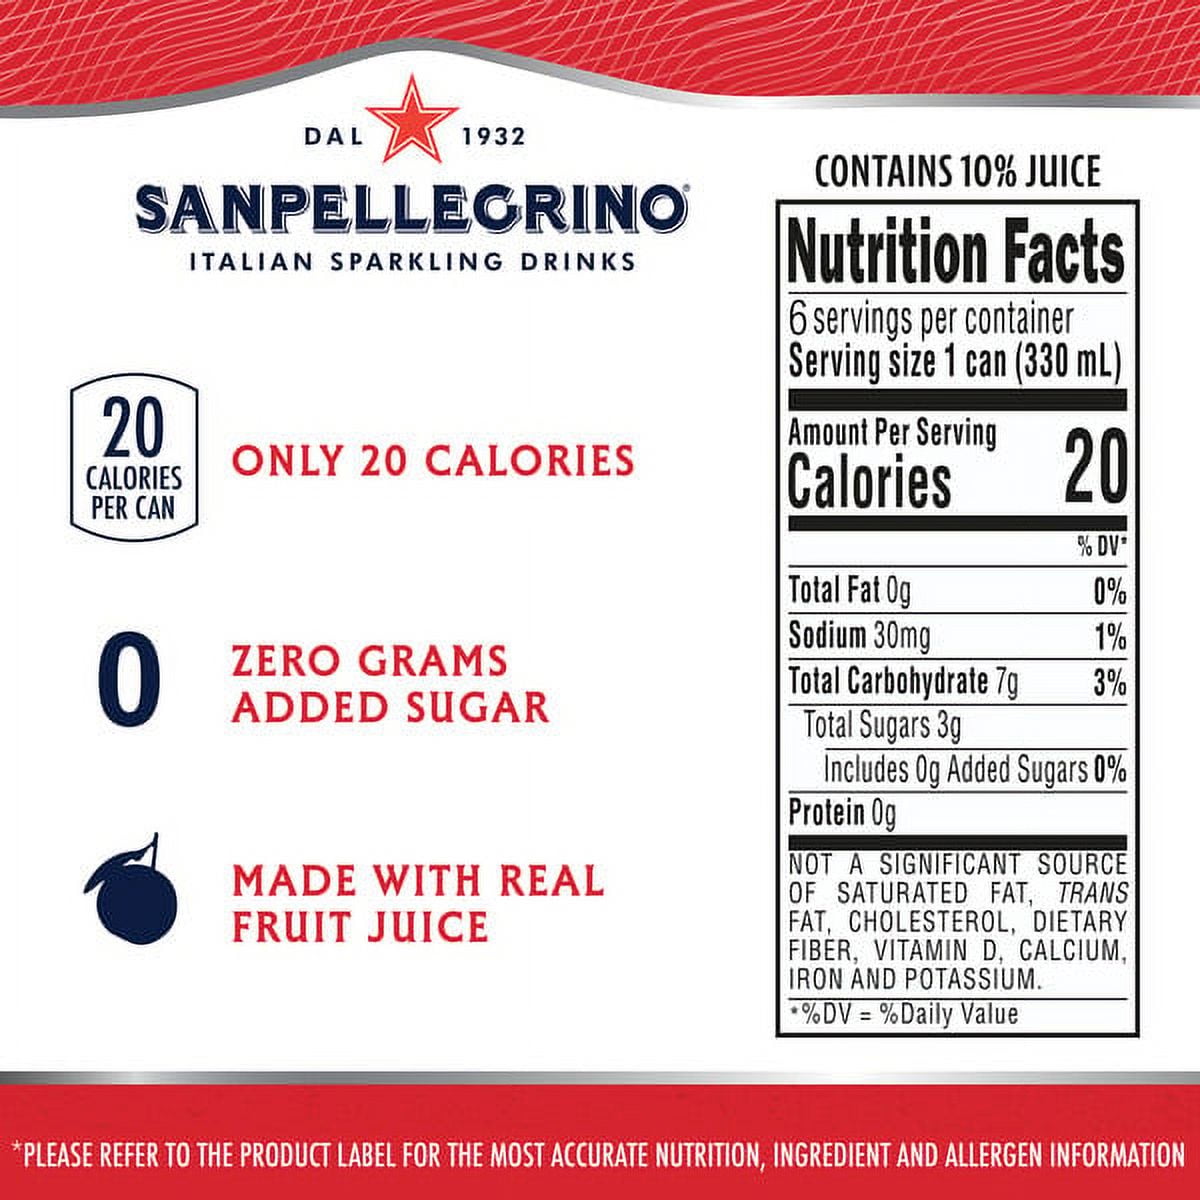 DAL 1932
SANPELLEGRINO®
ITALIAN SPARKLING DRINKS
20
CALORIES
PER CAN
ONLY 20 CALORIES
0
ZERO GRAMS
ADDED SUGAR
MADE WITH REAL
FRUIT JUICE
CONTAINS 10% JUICE
Nutrition Facts
6 servings per container
Serving size 1 can (330 mL)
Amount Per Serving
Calories 20
% DV*
Total Fat 0g 0%
Sodium 30mg 1%
Total Carbohydrate 7g 3%
Total Sugars 3g
Includes 0g Added Sugars 0%
Protein 0g
NOT A SIGNIFICANT SOURCE
OF SATURATED FAT, TRANS
FAT, CHOLESTEROL, DIETARY
FIBER, VITAMIN D, CALCIUM,
IRON AND POTASSIUM.
*%DV = %Daily Value
*PLEASE REFER TO THE PRODUCT LABEL FOR THE MOST ACCURATE NUTRITION, INGREDIENT AND ALLERGEN INFORMATION